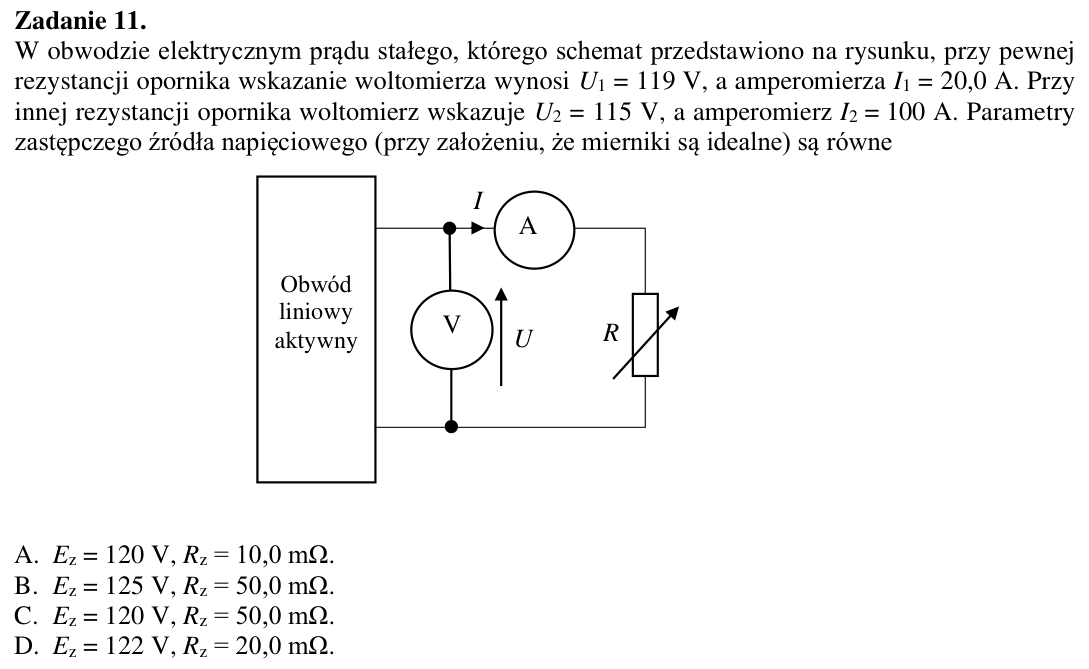 Zadanie 11.
W obwodzie elektrycznym prądu stałego, którego schemat przedstawiono na rysunku, przy pewnej
rezystancji opornika wskazanie woltomierza wynosi U1 = 119 V, a amperomierza I1 = 20,0 A. Przy
innej rezystancji opornika woltomierz wskazuje U2 = 115 V, a amperomierz I2 = 100 A. Parametry
zastępczego źródła napięciowego (przy założeniu, że mierniki są idealne) są równe
I
A
Obwód
liniowy
aktywny
V
U
R
A. Ez = 120 V, Rz = 10,0 mΩ.
B. Ez = 125 V, Rz = 50,0 mΩ.
C. Ez = 120 V, Rz = 50,0 mΩ.
D. Ez = 122 V, Rz = 20,0 mΩ.